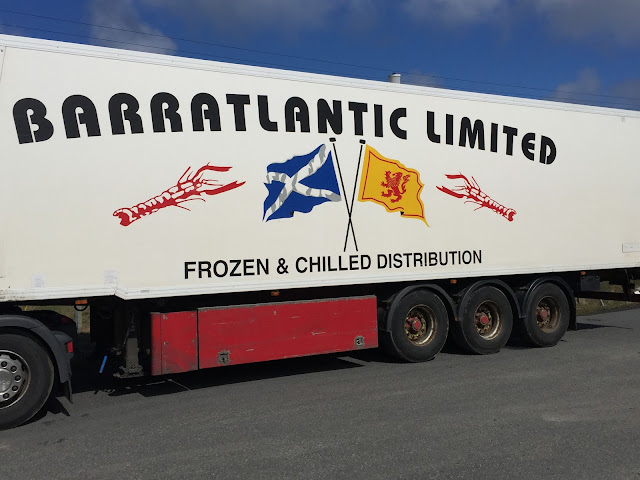 BARRATLANTIC LIMITED
FROZEN & CHILLED DISTRIBUTION